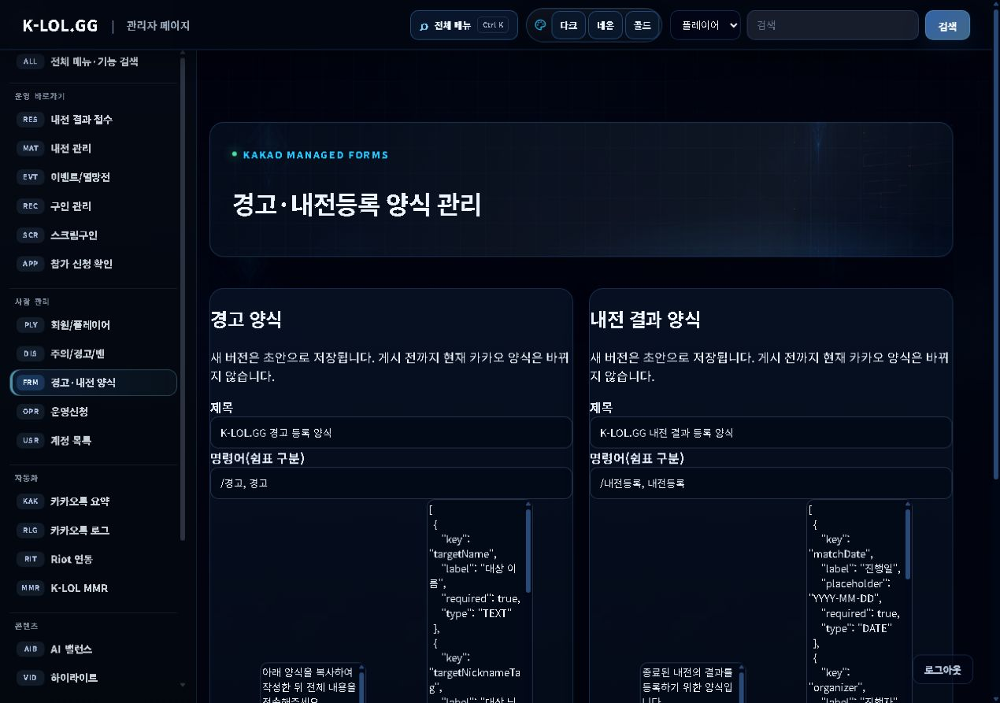 K-LOL.GG
관리자 페이지
전체 메뉴 Ctrl K
다크
네온
골드
플레이어
검색
검색
ALL 전체 메뉴·기능 검색
운영 바로가기
RES 내전 결과 접수
MAT 내전 관리
EVT 이벤트/멸망전
REC 구인 관리
SCR 스크림구인
APP 참가 신청 확인
사람 관리
PLY 회원/플레이어
DIS 주의/경고/벤
FRM 경고·내전 양식
OPR 운영신청
USR 계정 목록
자동화
KAK 카카오톡 요약
RLG 카카오톡 로그
RIT Riot 연동
MMR K-LOL MMR
콘텐츠
AIB AI 밸런스
VID 하이라이트
KAKAO MANAGED FORMS
경고·내전등록 양식 관리
경고 양식
새 버전은 초안으로 저장됩니다. 게시 전까지 현재 카카오 양식은 바뀌
지 않습니다.
제목
K-LOL.GG 경고 등록 양식
명령어(쉼표 구분)
/경고, 경고
아래 양식을 복사하여
작성한 뒤 전체 내용을
전송해주세요
[
{
"key":
"targetName",
"label": "대상 이
름",
"required": true,
"type": "TEXT"
},
{
"key":
"targetNicknameTa
g",
"label": "대상 닉
내전 결과 양식
새 버전은 초안으로 저장됩니다. 게시 전까지 현재 카카오 양식은 바뀌
지 않습니다.
제목
K-LOL.GG 내전 결과 등록 양식
명령어(쉼표 구분)
/내전등록, 내전등록
종료된 내전의 결과를
등록하기 위한 양식입
니다
[
{
"key":
"matchDate",
"label": "진행일",
"placeholder":
"YYYY-MM-DD",
"required": true,
"type": "DATE"
},
{
"key":
"organizer",
"label": "진행자"
로그아웃